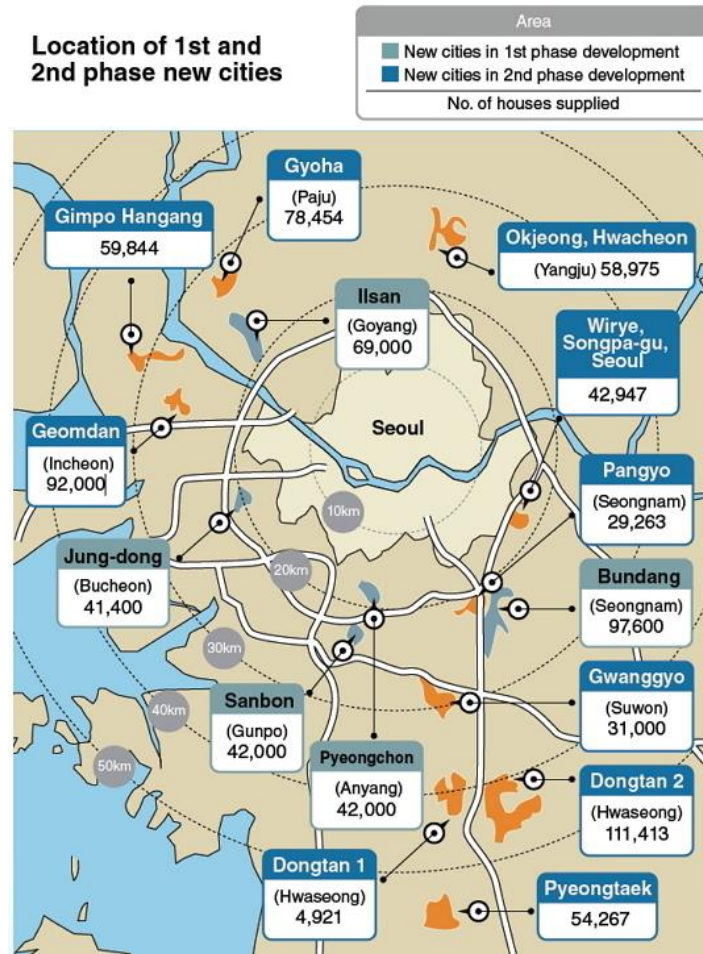 Location of 1st and
2nd phase new cities
Area
New cities in 1st phase development
New cities in 2nd phase development
No. of houses supplied
Gyoha
(Paju)
78,454
Gimpo Hangang
59,844
Okjeong, Hwacheon
(Yangju) 58,975
Ilsan
(Goyang)
69,000
Wirye,
Songpa-gu,
Seoul
42,947
Seoul
Geomdan
(Incheon)
92,000
Pangyo
(Seongnam)
29,263
10km
Jung-dong
(Bucheon)
41,400
20km
Bundang
(Seongnam)
97,600
30km
Gwanggyo
(Suwon)
31,000
Sanbon
(Gunpo)
42,000
40km
Pyeongchon
(Anyang)
42,000
50km
Dongtan 2
(Hwaseong)
111,413
Dongtan 1
(Hwaseong)
4,921
Pyeongtaek
54,267